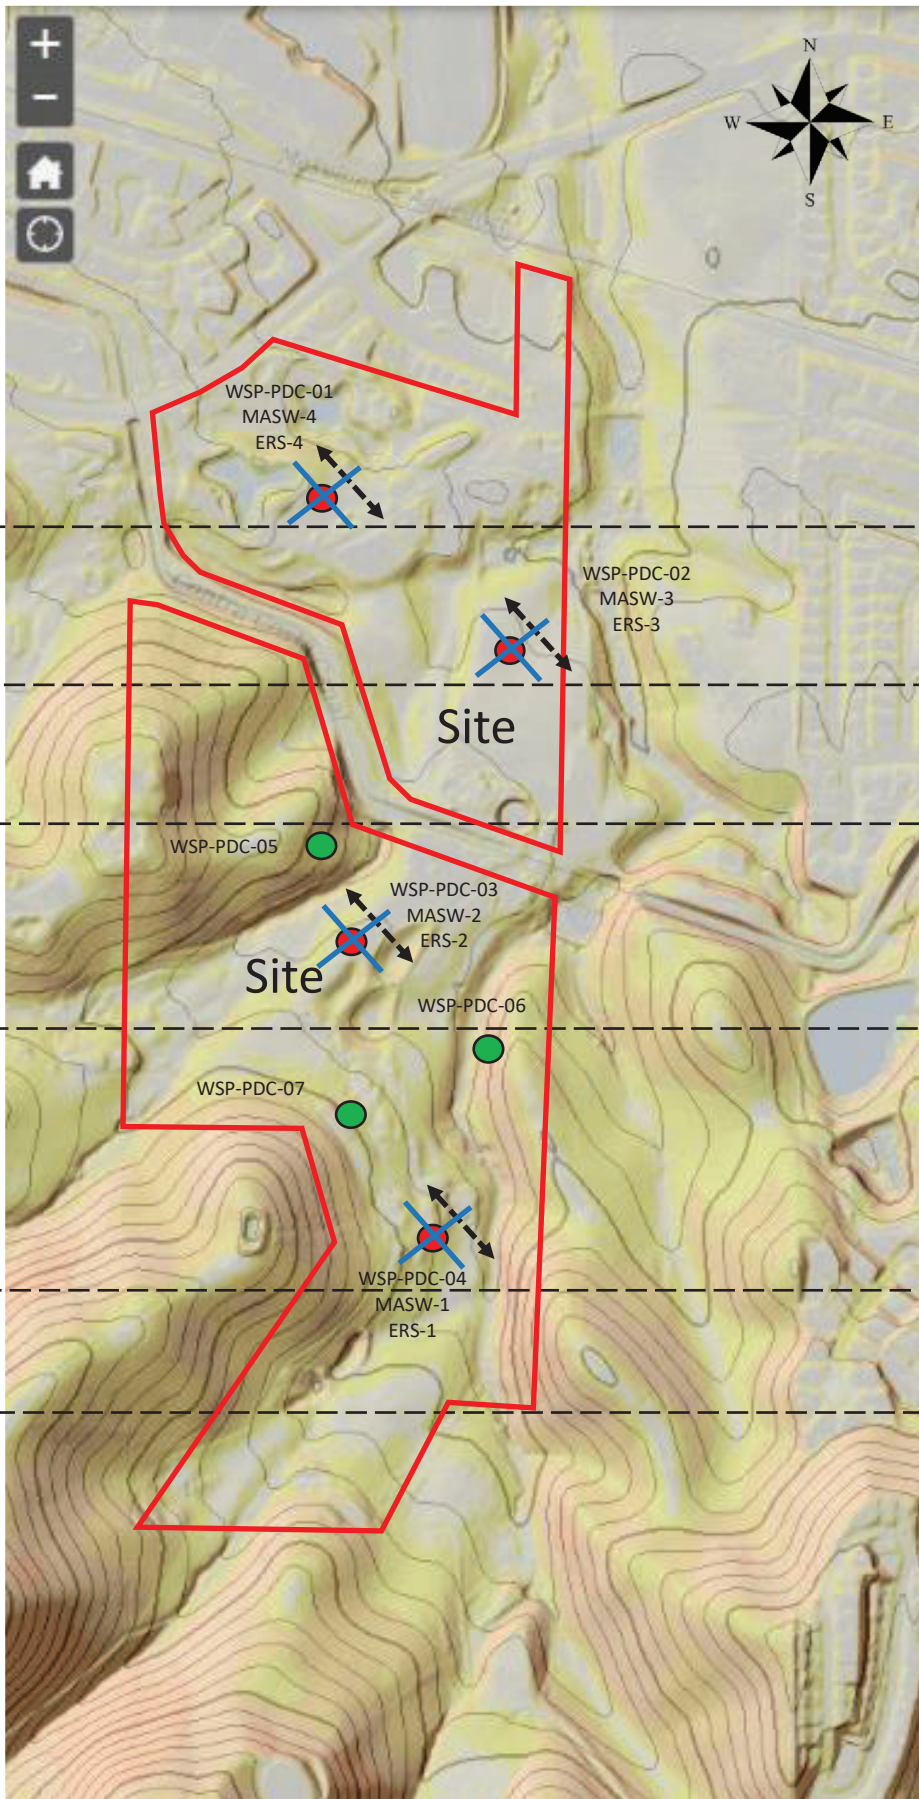 +
N
−
W
E
S
Q
WSP-PDC-01
MASW-4
ERS-4
WSP-PDC-02
MASW-3
ERS-3
Site
WSP-PDC-05
WSP-PDC-03
MASW-2
ERS-2
Site
WSP-PDC-06
WSP-PDC-07
WSP-PDC-04
MASW-1
ERS-1